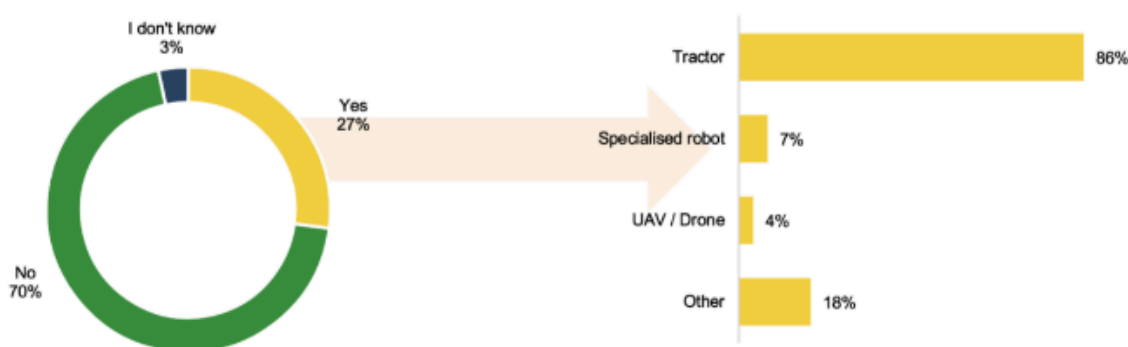 I don't know
3%
Yes
27%
No
70%
Tractor
86%
Specialised robot
7%
UAV / Drone
4%
Other
18%